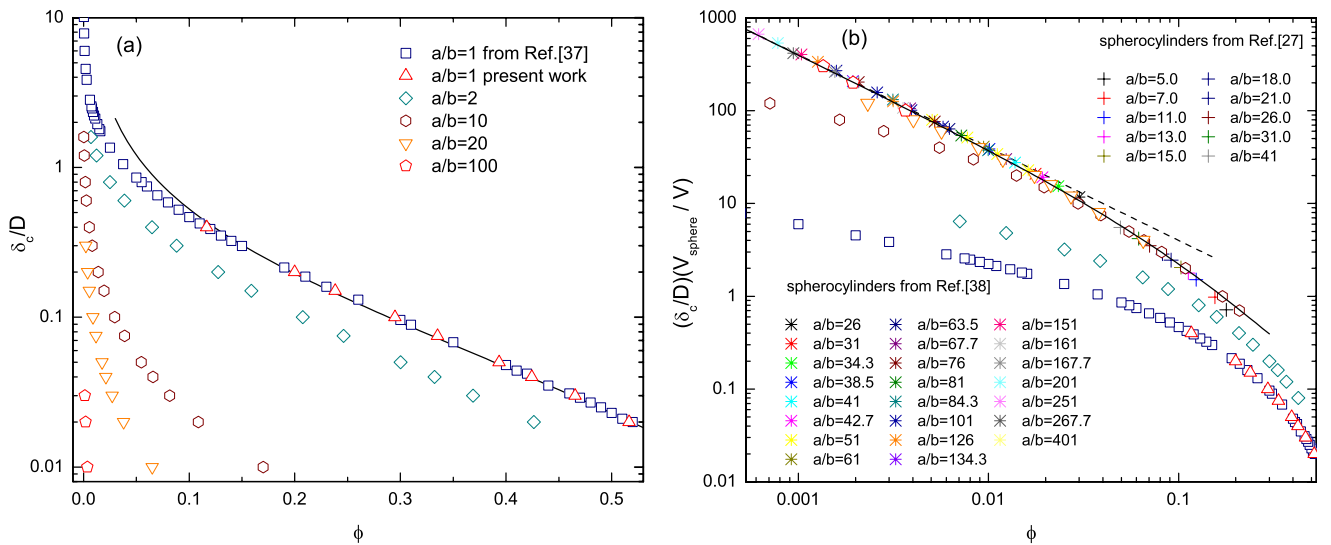 (a)
10
1
0.1
0.01
δc/D
0.0
0.1
0.2
0.3
0.4
0.5
ϕ
a/b=1 from Ref.[37]
a/b=1 present work
a/b=2
a/b=10
a/b=20
a/b=100
(b)
1000
100
10
1
0.1
0.01
(δc/D)(Vsphere / V)
0.001
0.01
0.1
ϕ
spherocylinders from Ref.[27]
a/b=5.0
a/b=7.0
a/b=11.0
a/b=13.0
a/b=15.0
a/b=18.0
a/b=21.0
a/b=26.0
a/b=31.0
a/b=41
spherocylinders from Ref.[38]
a/b=26
a/b=31
a/b=34.3
a/b=38.5
a/b=41
a/b=42.7
a/b=51
a/b=61
a/b=63.5
a/b=67.7
a/b=76
a/b=81
a/b=84.3
a/b=101
a/b=126
a/b=134.3
a/b=151
a/b=161
a/b=167.7
a/b=201
a/b=251
a/b=267.7
a/b=401